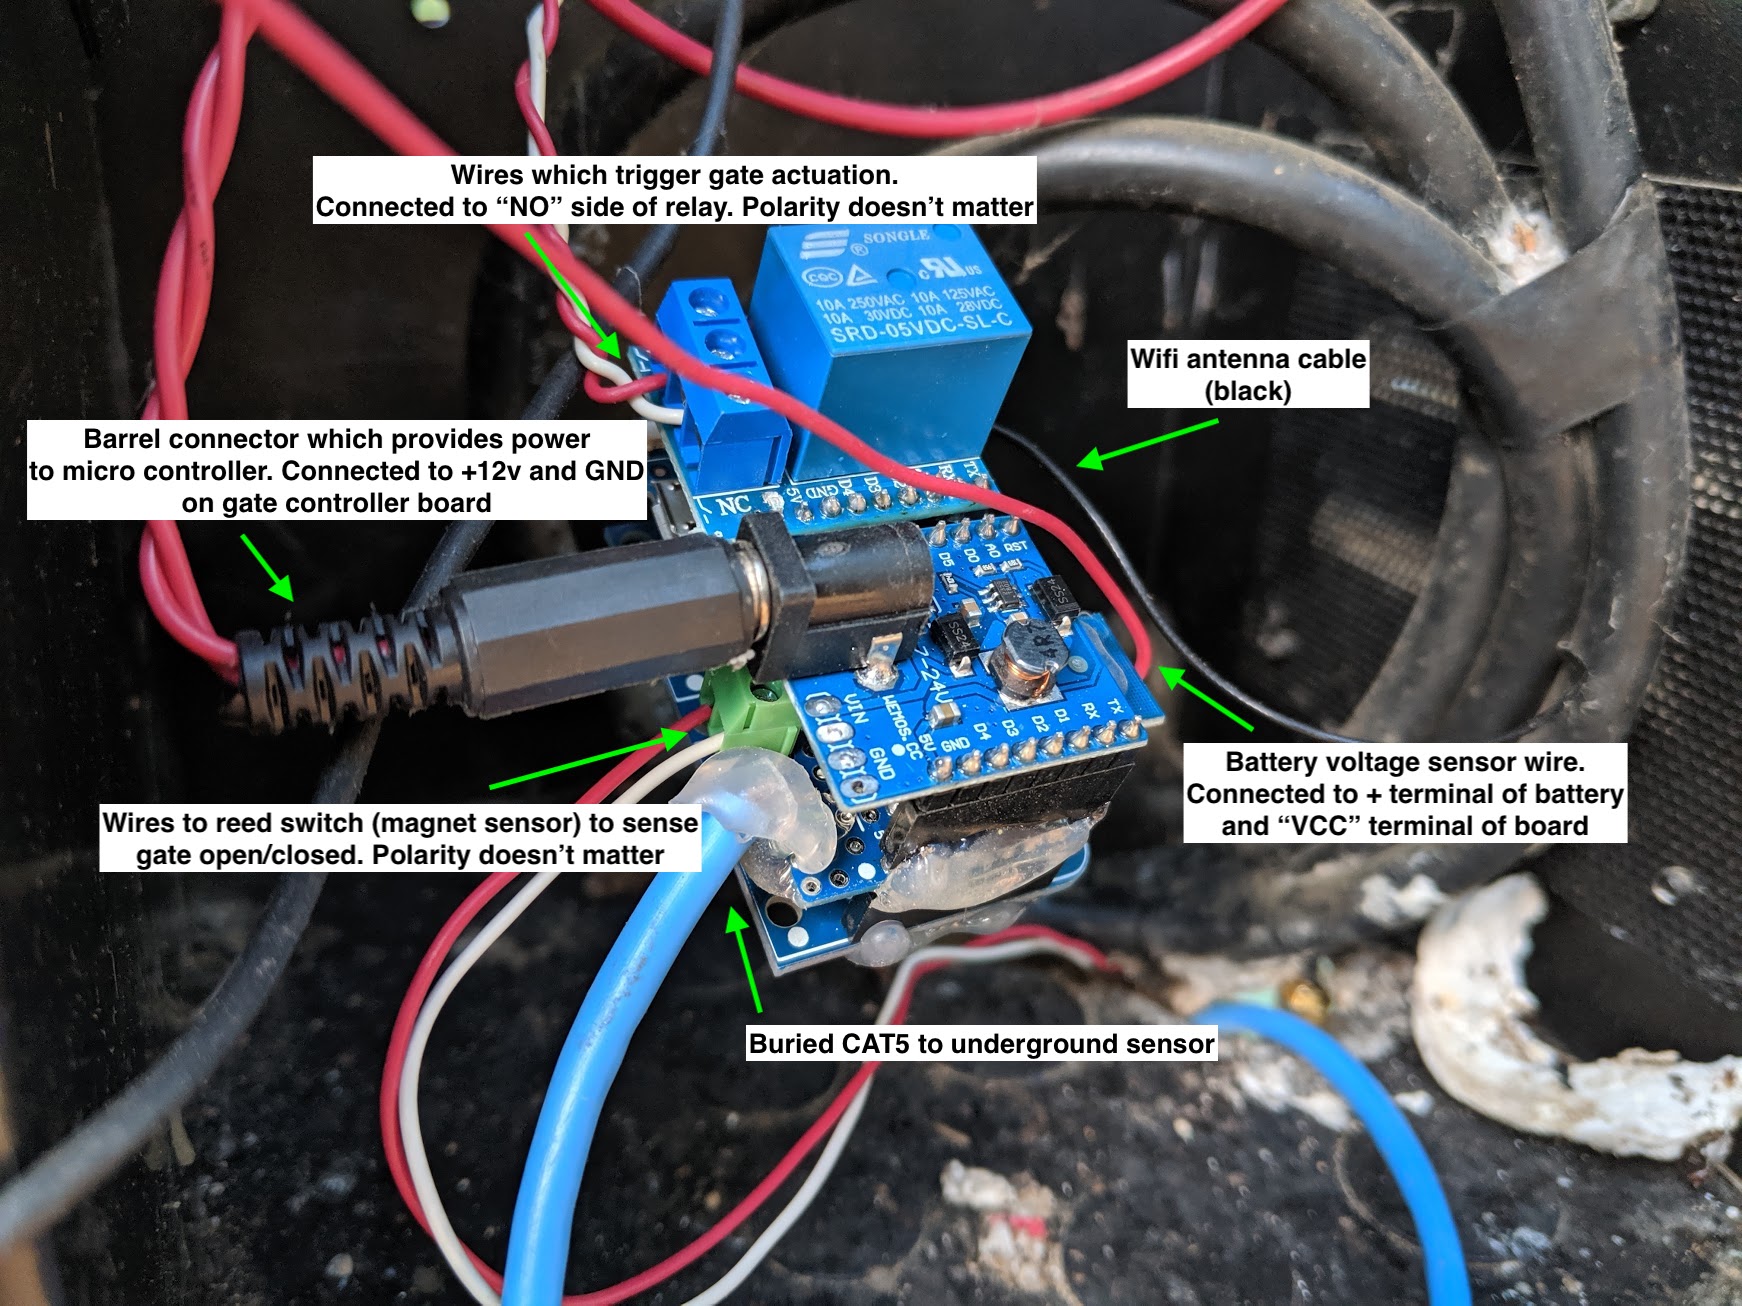 Wires which trigger gate actuation.
Connected to “NO” side of relay. Polarity doesn’t matter
SONGLE
®
CQC
C US
10A 250VAC 10A 125VAC
10A 30VDC 10A 28VDC
SRD-05VDC-SL-C
Wifi antenna cable
(black)
Barrel connector which provides power
to micro controller. Connected to +12v and GND
on gate controller board
NC
5V
GND
D4
D3
RX
TX
D5
D0
A0
RST
SS24
4R7
VIN
GND
WEMOS.CC
5V
GND
D4
D3
D2
D1
RX
TX
Battery voltage sensor wire.
Connected to + terminal of battery
and “VCC” terminal of board
Wires to reed switch (magnet sensor) to sense
gate open/closed. Polarity doesn’t matter
Buried CAT5 to underground sensor